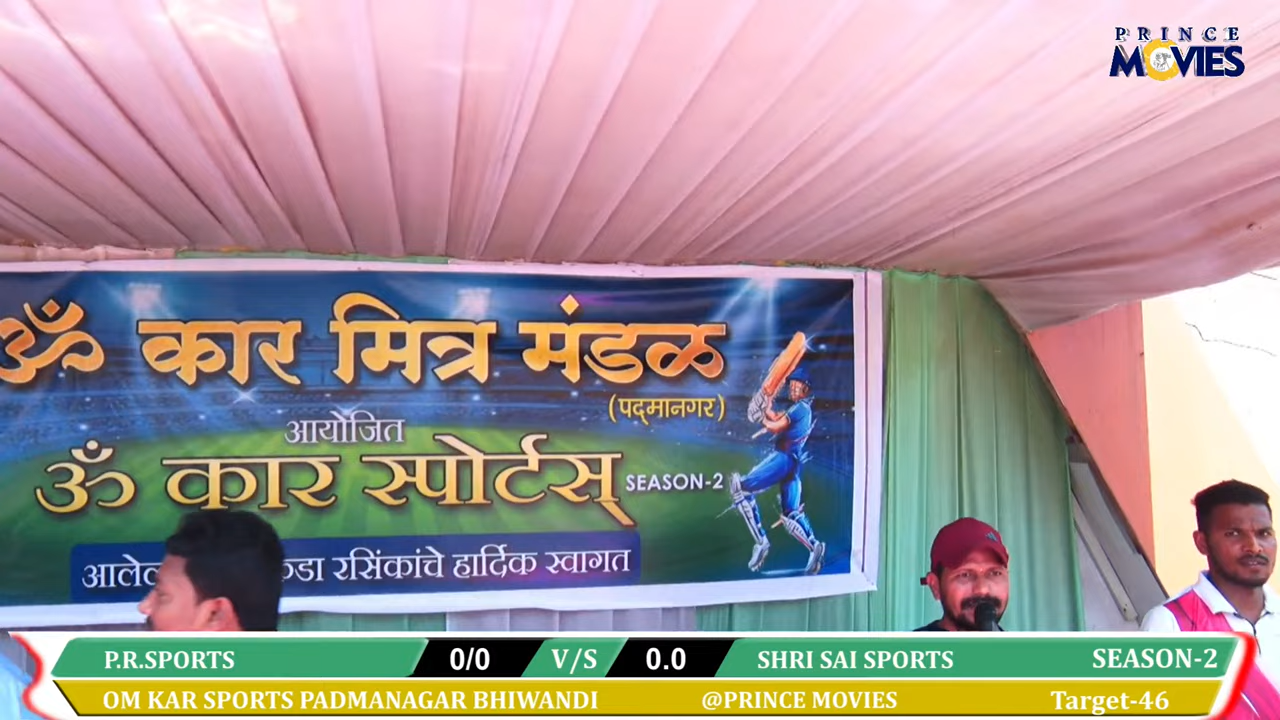 PRINCE
MOVIES
ॐ कार मित्र मंडळ
(पद्मानगर)
आयोजित
ॐ कार स्पोर्टस्
SEASON-2
रसिंकांचे हार्दिक स्वागत
P.R.SPORTS 0/0 V/S 0.0 SHRI SAI SPORTS SEASON-2
OM KAR SPORTS PADMANAGAR BHIWANDI @PRINCE MOVIES Target-46